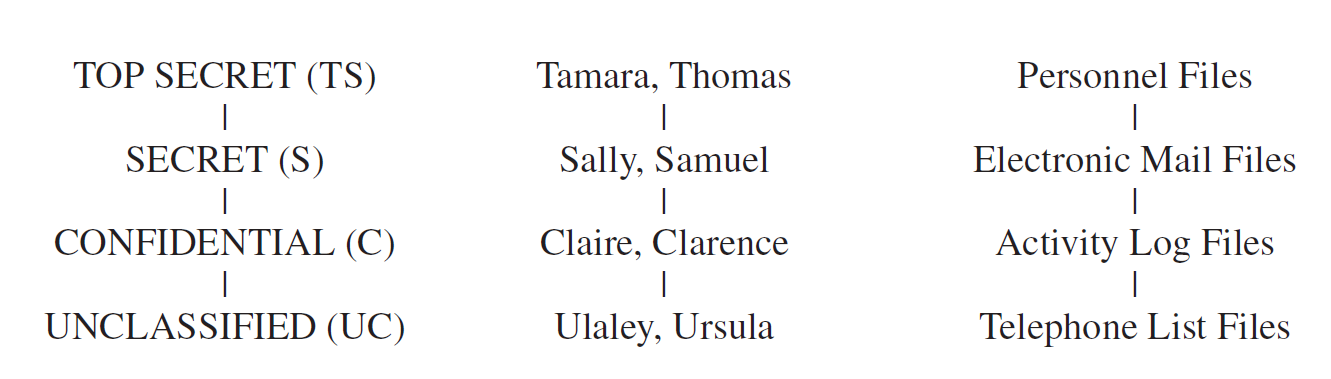 TOP SECRET (TS) Tamara, Thomas Personnel Files
SECRET (S) Sally, Samuel Electronic Mail Files
CONFIDENTIAL (C) Claire, Clarence Activity Log Files
UNCLASSIFIED (UC) Ulaley, Ursula Telephone List Files